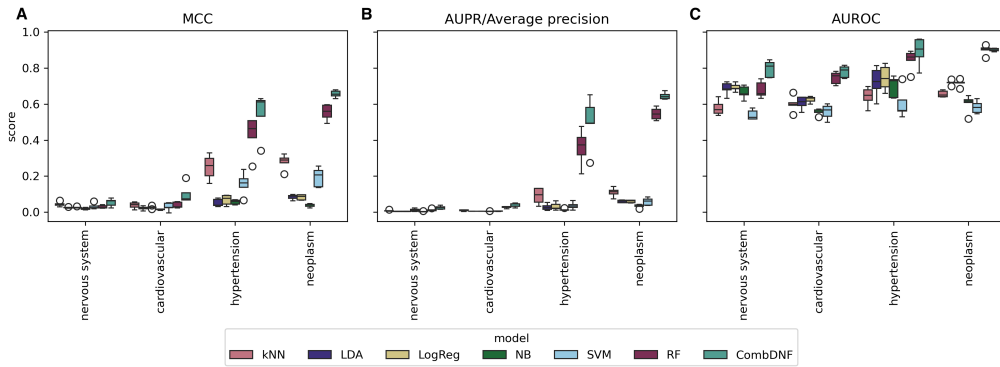 A MCC
B AUPR/Average precision
C AUROC
score
1.0
0.8
0.6
0.4
0.2
0.0
nervous system
cardiovascular
hypertension
neoplasm
nervous system
cardiovascular
hypertension
neoplasm
nervous system
cardiovascular
hypertension
neoplasm
model
kNN LDA LogReg NB SVM RF CombDNF